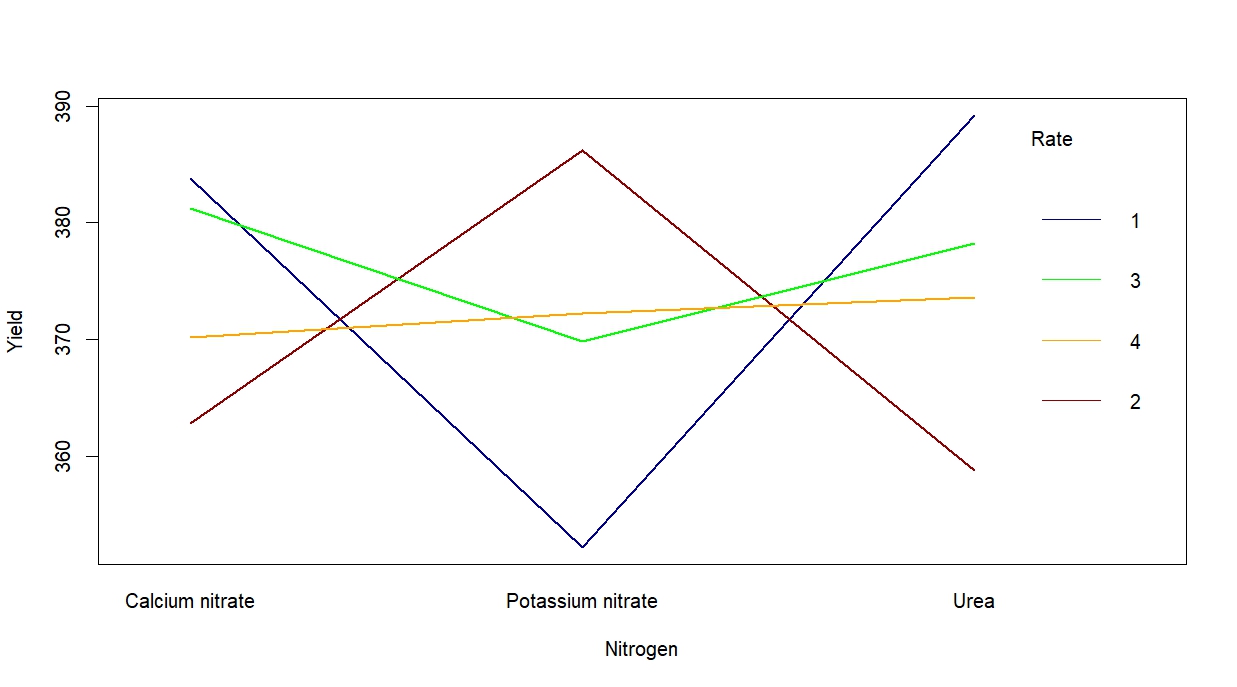 390
380
370
360
Yield
Rate
1
3
4
2
Calcium nitrate
Potassium nitrate
Urea
Nitrogen